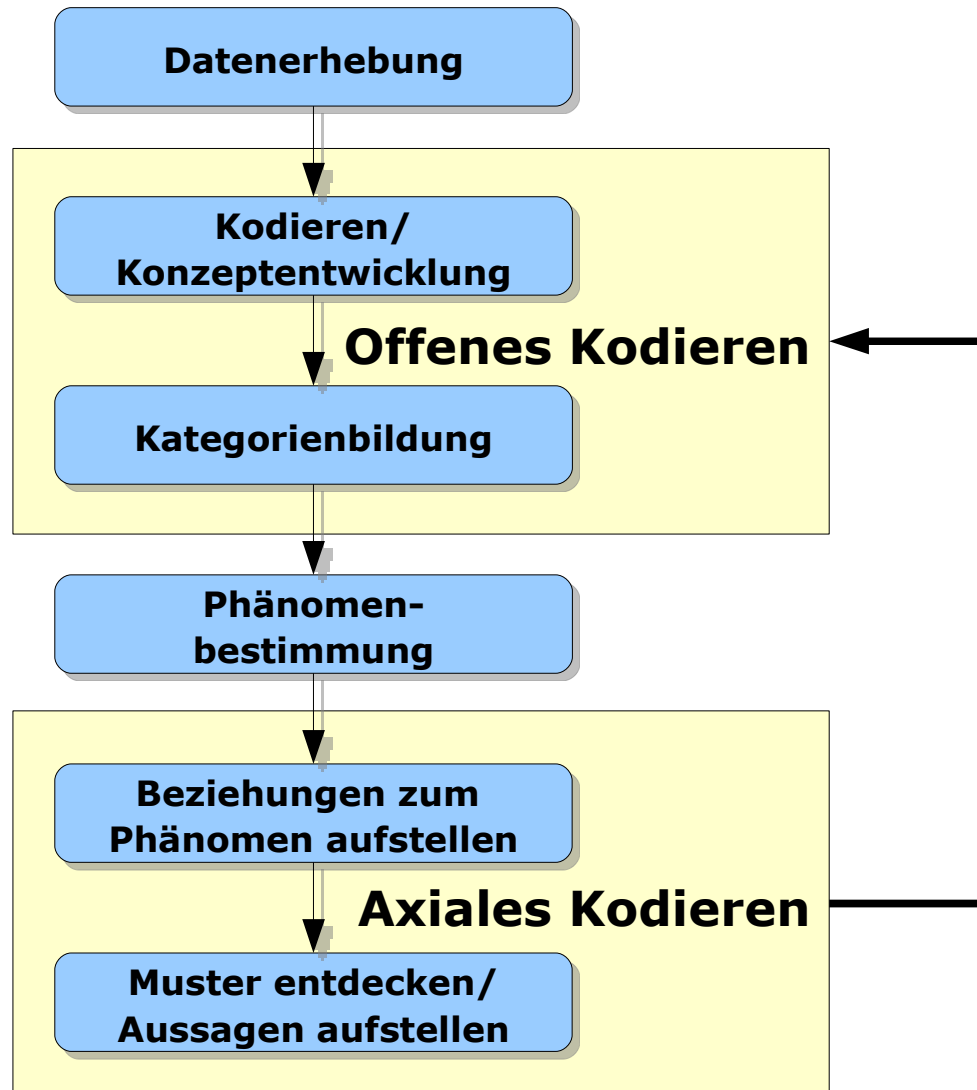 Datenerhebung
Kodieren/
Konzeptentwicklung
Offenes Kodieren
Kategorienbildung
Phänomen-
bestimmung
Beziehungen zum
Phänomen aufstellen
Axiales Kodieren
Muster entdecken/
Aussagen aufstellen